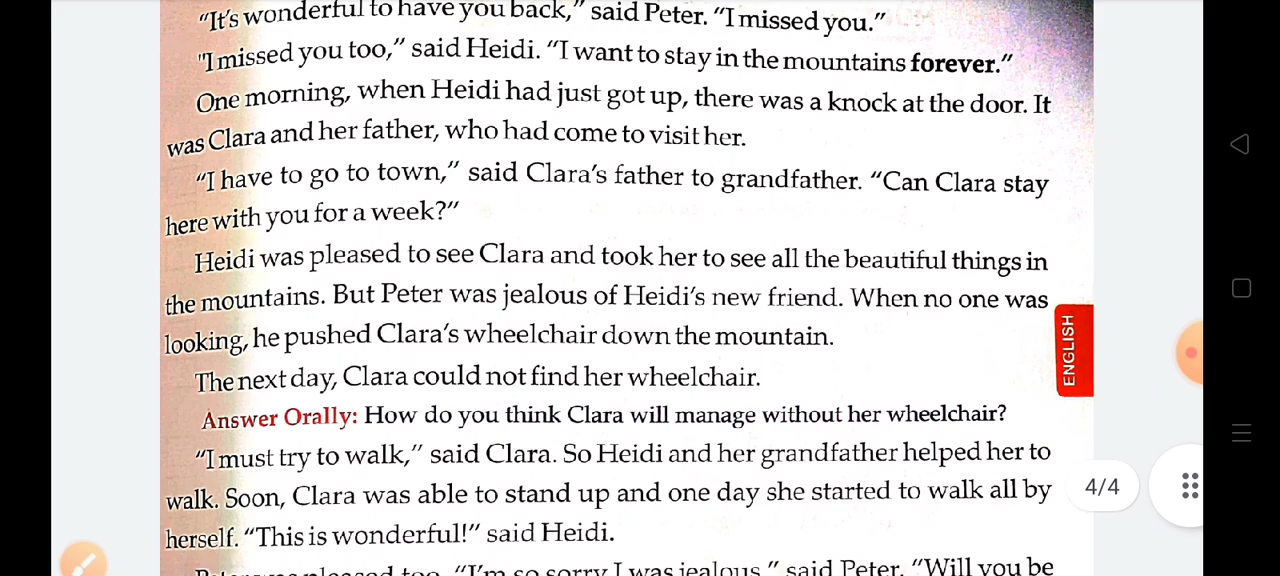 “It’s wonderful to have you back,” said Peter. “I missed you.”
"I missed you too,” said Heidi. “I want to stay in the mountains forever.”
One morning, when Heidi had just got up, there was a knock at the door. It
was Clara and her father, who had come to visit her.
“I have to go to town,” said Clara’s father to grandfather. “Can Clara stay
here with you for a week?”
Heidi was pleased to see Clara and took her to see all the beautiful things in
the mountains. But Peter was jealous of Heidi’s new friend. When no one was
looking, he pushed Clara’s wheelchair down the mountain.
The next day, Clara could not find her wheelchair.
Answer Orally: How do you think Clara will manage without her wheelchair?
“I must try to walk,” said Clara. So Heidi and her grandfather helped her to
walk. Soon, Clara was able to stand up and one day she started to walk all by
herself. “This is wonderful!” said Heidi.
Peter was pleased too. “I’m so sorry I was jealous,” said Peter. “Will you be
ENGLISH
4/4